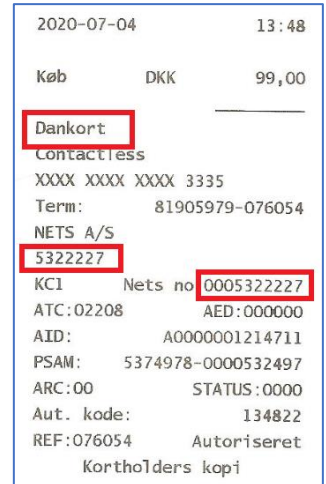 2020-07-04 13:48
Køb DKK 99,00
Dankort
Contactless
XXXX XXXX XXXX 3335
Term: 81905979-076054
NETS A/S
5322227
KC1 Nets no 0005322227
ATC:02208 AED:000000
AID: A0000001214711
PSAM: 5374978-0000532497
ARC:00 STATUS:0000
Aut. kode: 134822
REF:076054 Autoriseret
Kortholders kopi